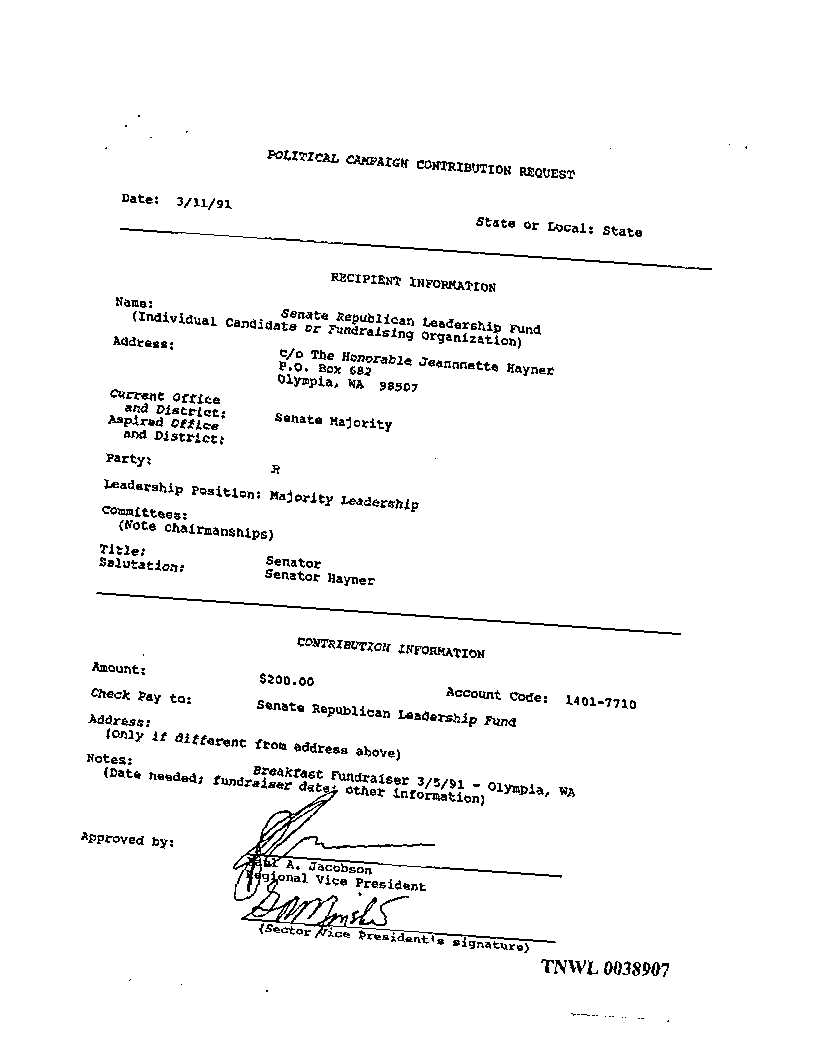 POLITICAL CAMPAIGN CONTRIBUTION REQUEST
Date: 3/11/91
State or Local: State
RECIPIENT INFORMATION
Name: Senate Republican Leadership Fund
(Individual Candidate or Fundraising Organization)
Address: c/o The Honorable Jeannnette Hayner
P.O. Box 682
Olympia, WA 98507
Current Office
and District: Senate Majority
Aspired Office
and District:
Party: R
Leadership Position: Majority Leadership
Committees:
(Note chairmanships)
Title: Senator
Salutation: Senator Hayner
CONTRIBUTION INFORMATION
Amount: $200.00 Account Code: 1401-7710
Check Pay to: Senate Republican Leadership Fund
Address:
(Only if different from address above)
Notes: Breakfast Fundraiser 3/5/91 - Olympia, WA
(Date needed; fundraiser date; other information)
Approved by:
A. Jacobson
Regional Vice President
(Sector Vice President's signature)
TNWL 0038907